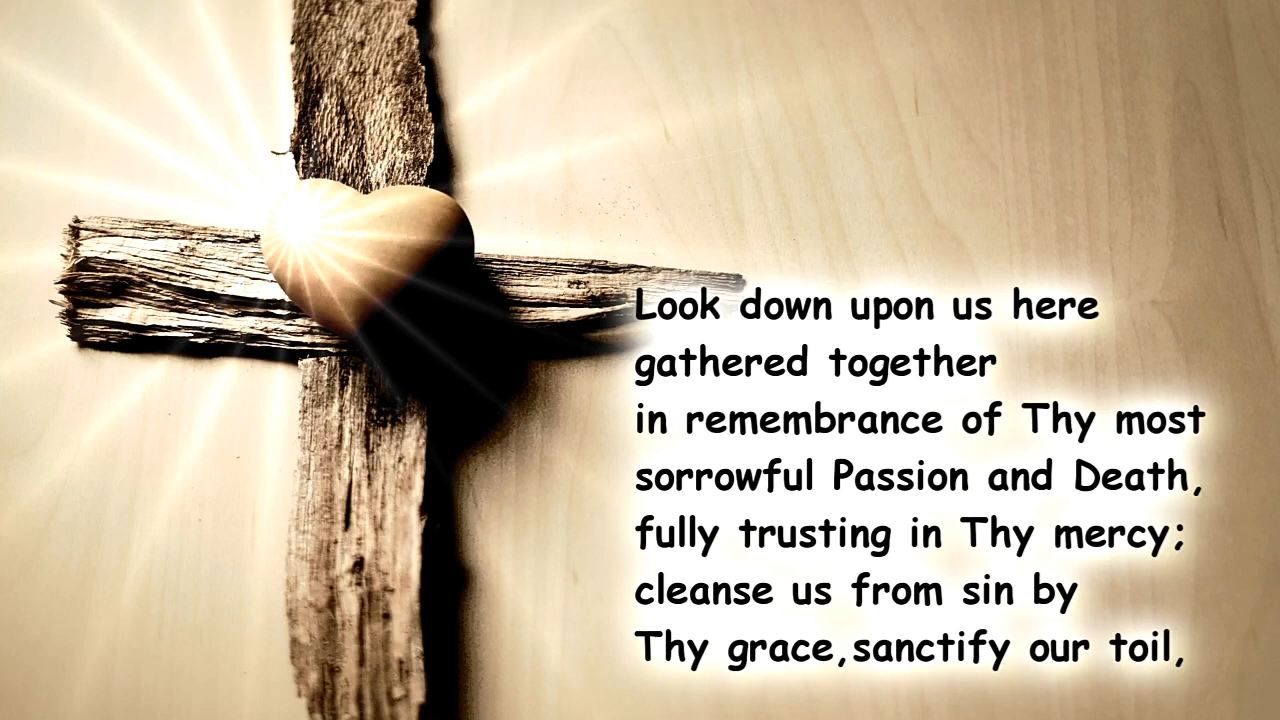 Look down upon us here
gathered together
in remembrance of Thy most
sorrowful Passion and Death,
fully trusting in Thy mercy;
cleanse us from sin by
Thy grace,sanctify our toil,